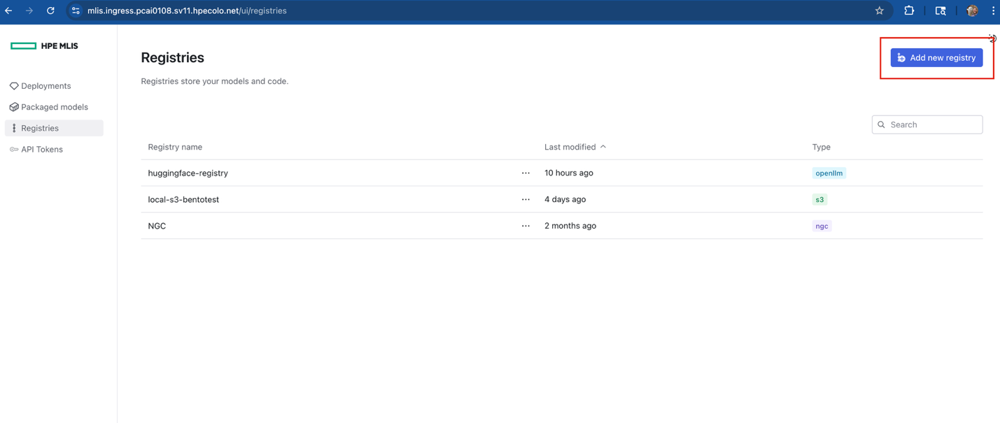 mlis.ingress.pcai0108.sv11.hpecolo.net/ui/registries
HPE MLIS
Deployments
Packaged models
Registries
API Tokens
Registries
Add new registry
Registries store your models and code.
Search
Registry name Last modified Type
huggingface-registry ... 10 hours ago openllm
local-s3-bentotest ... 4 days ago s3
NGC ... 2 months ago ngc